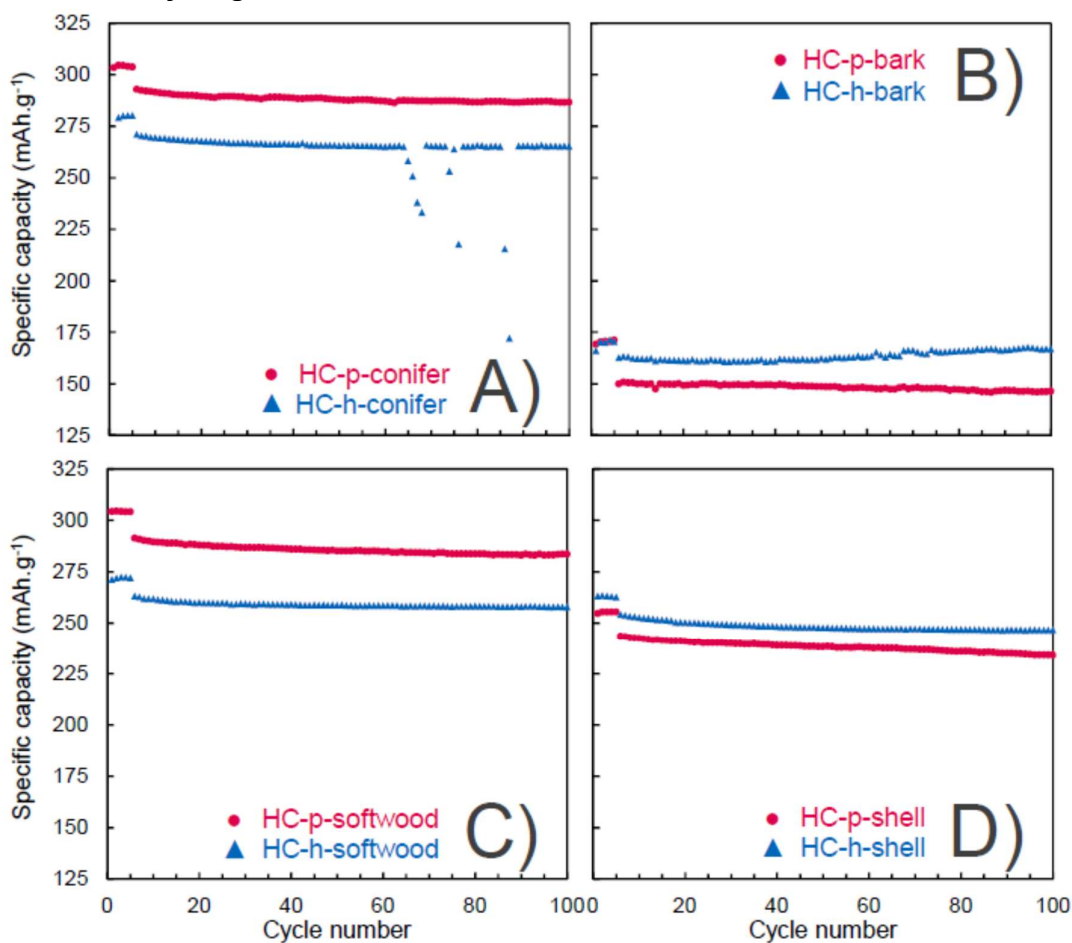 Specific capacity (mAh.g⁻¹)
325
300
275
250
225
200
175
150
125
HC-p-conifer
HC-h-conifer
A)
HC-p-bark
HC-h-bark
B)
Specific capacity (mAh.g⁻¹)
325
300
275
250
225
200
175
150
125
HC-p-softwood
HC-h-softwood
C)
HC-p-shell
HC-h-shell
D)
0 20 40 60 80 100 20 40 60 80 100
Cycle number Cycle number